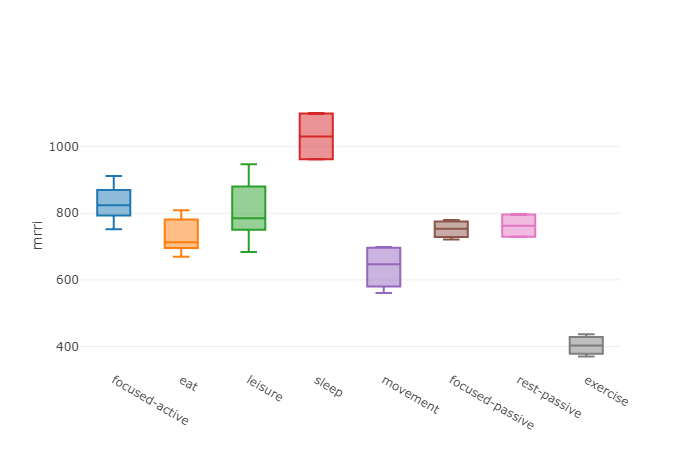 1000
800
600
400
mrri
focused-active
eat
leisure
sleep
movement
focused-passive
rest-passive
exercise